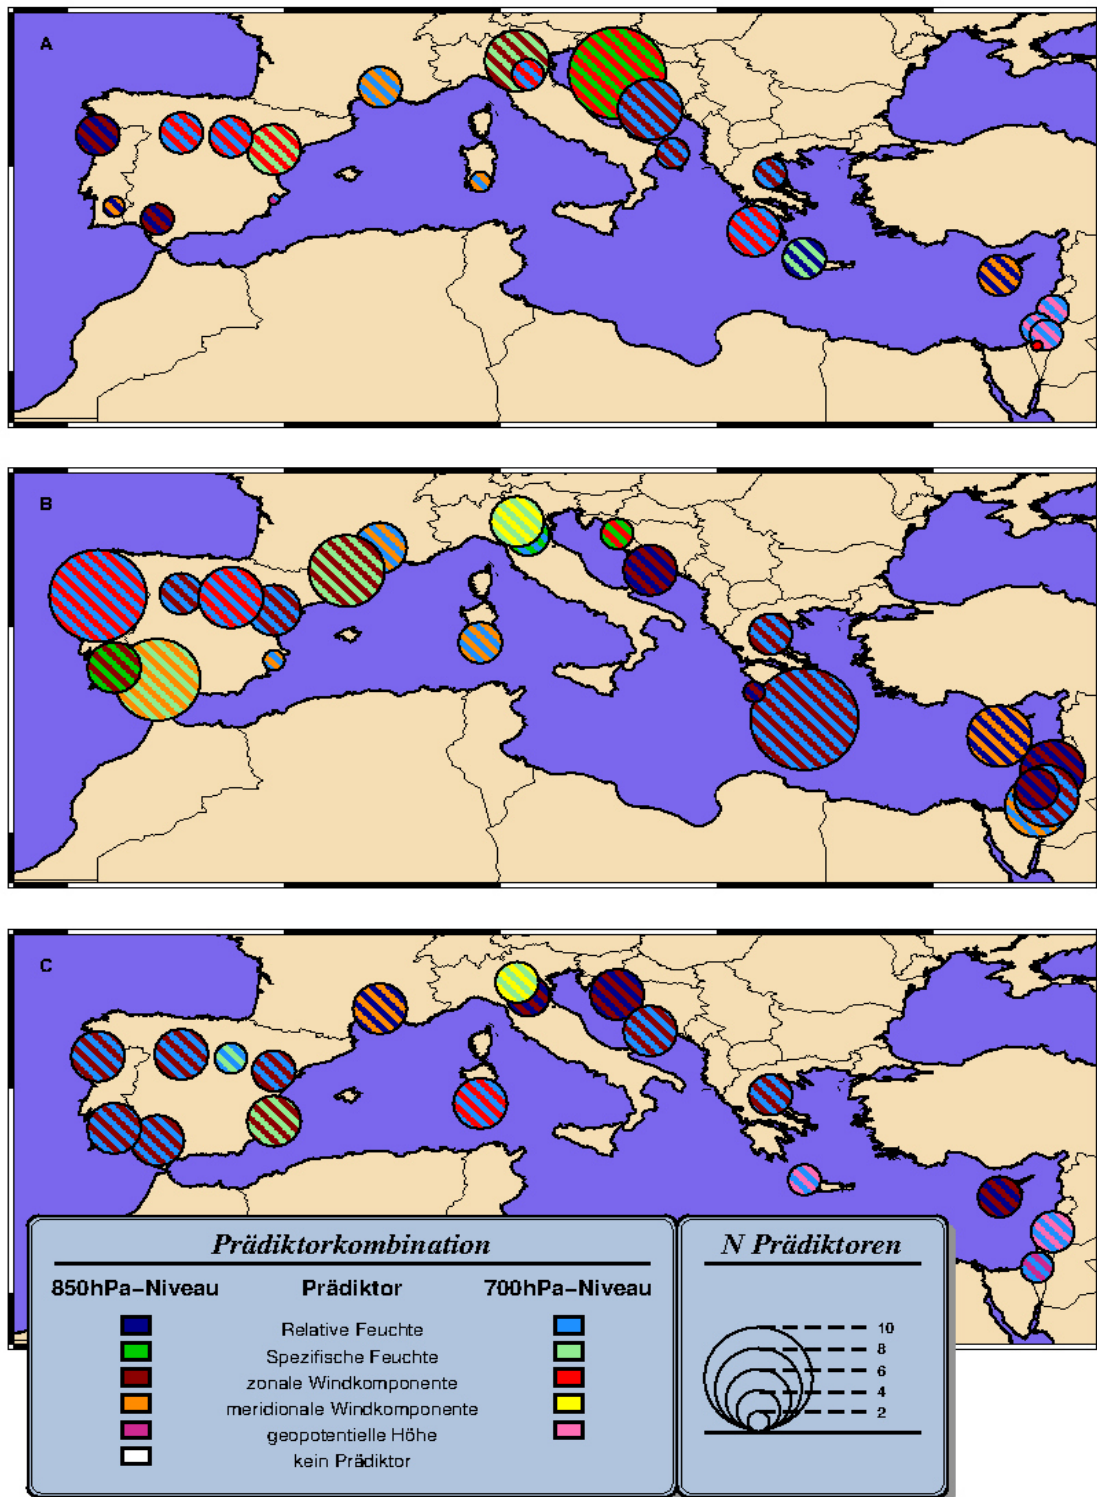 A
B
C
Prädiktorkombination
850hPa–Niveau Prädiktor 700hPa–Niveau
Relative Feuchte
Spezifische Feuchte
zonale Windkomponente
meridionale Windkomponente
geopotentielle Höhe
kein Prädiktor
N Prädiktoren
10
8
6
4
2